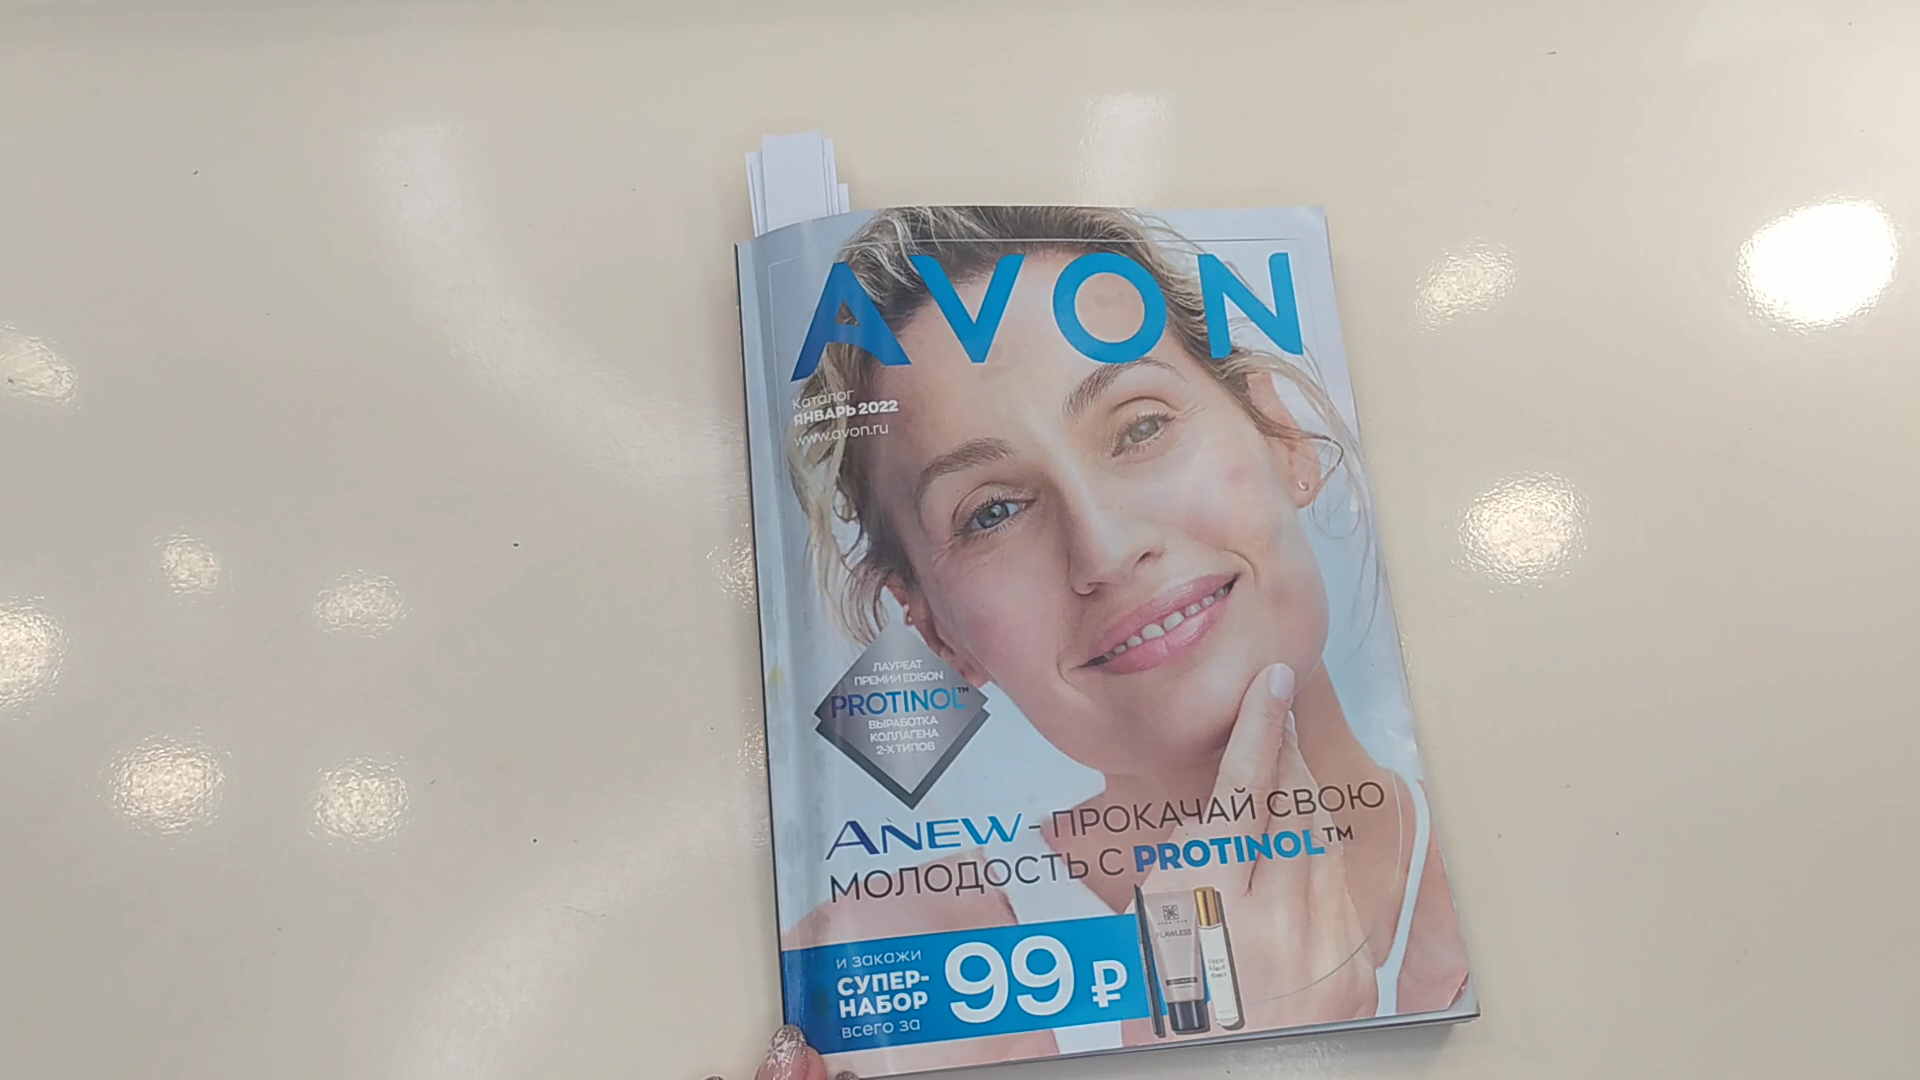 AVON
Каталог
ЯНВАРЬ 2022
www.avon.ru
ЛАУРЕАТ
ПРЕМИИ EDISON
PROTINOL™
ВЫРАБОТКА
КОЛЛАГЕНА
2-Х ТИПОВ
ANEW - ПРОКАЧАЙ СВОЮ
МОЛОДОСТЬ С PROTINOL™
и закажи
СУПЕР-
НАБОР
всего за
99 ₽
FLAWLESS